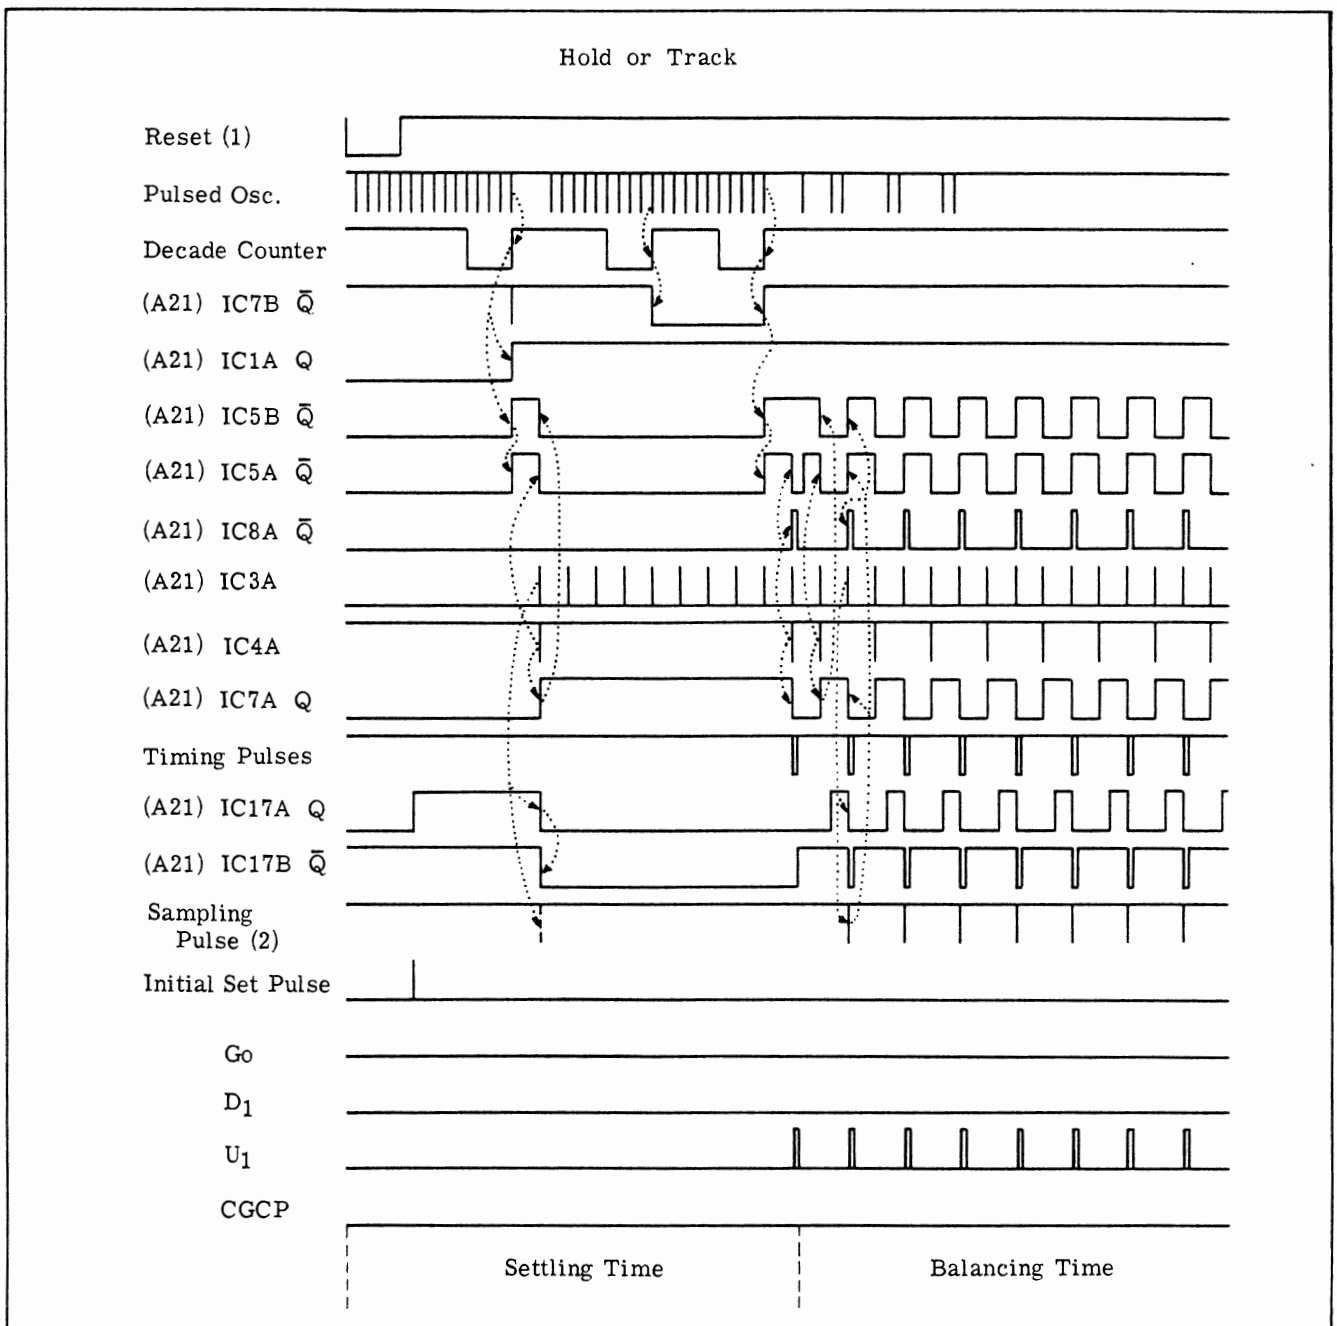 Hold or Track
Reset (1)
Pulsed Osc.
Decade Counter
(A21) IC7B Q̄
(A21) IC1A Q
(A21) IC5B Q̄
(A21) IC5A Q̄
(A21) IC8A Q̄
(A21) IC3A
(A21) IC4A
(A21) IC7A Q
Timing Pulses
(A21) IC17A Q
(A21) IC17B Q̄
Sampling
Pulse (2)
Initial Set Pulse
Go
D1
U1
CGCP
Settling Time
Balancing Time